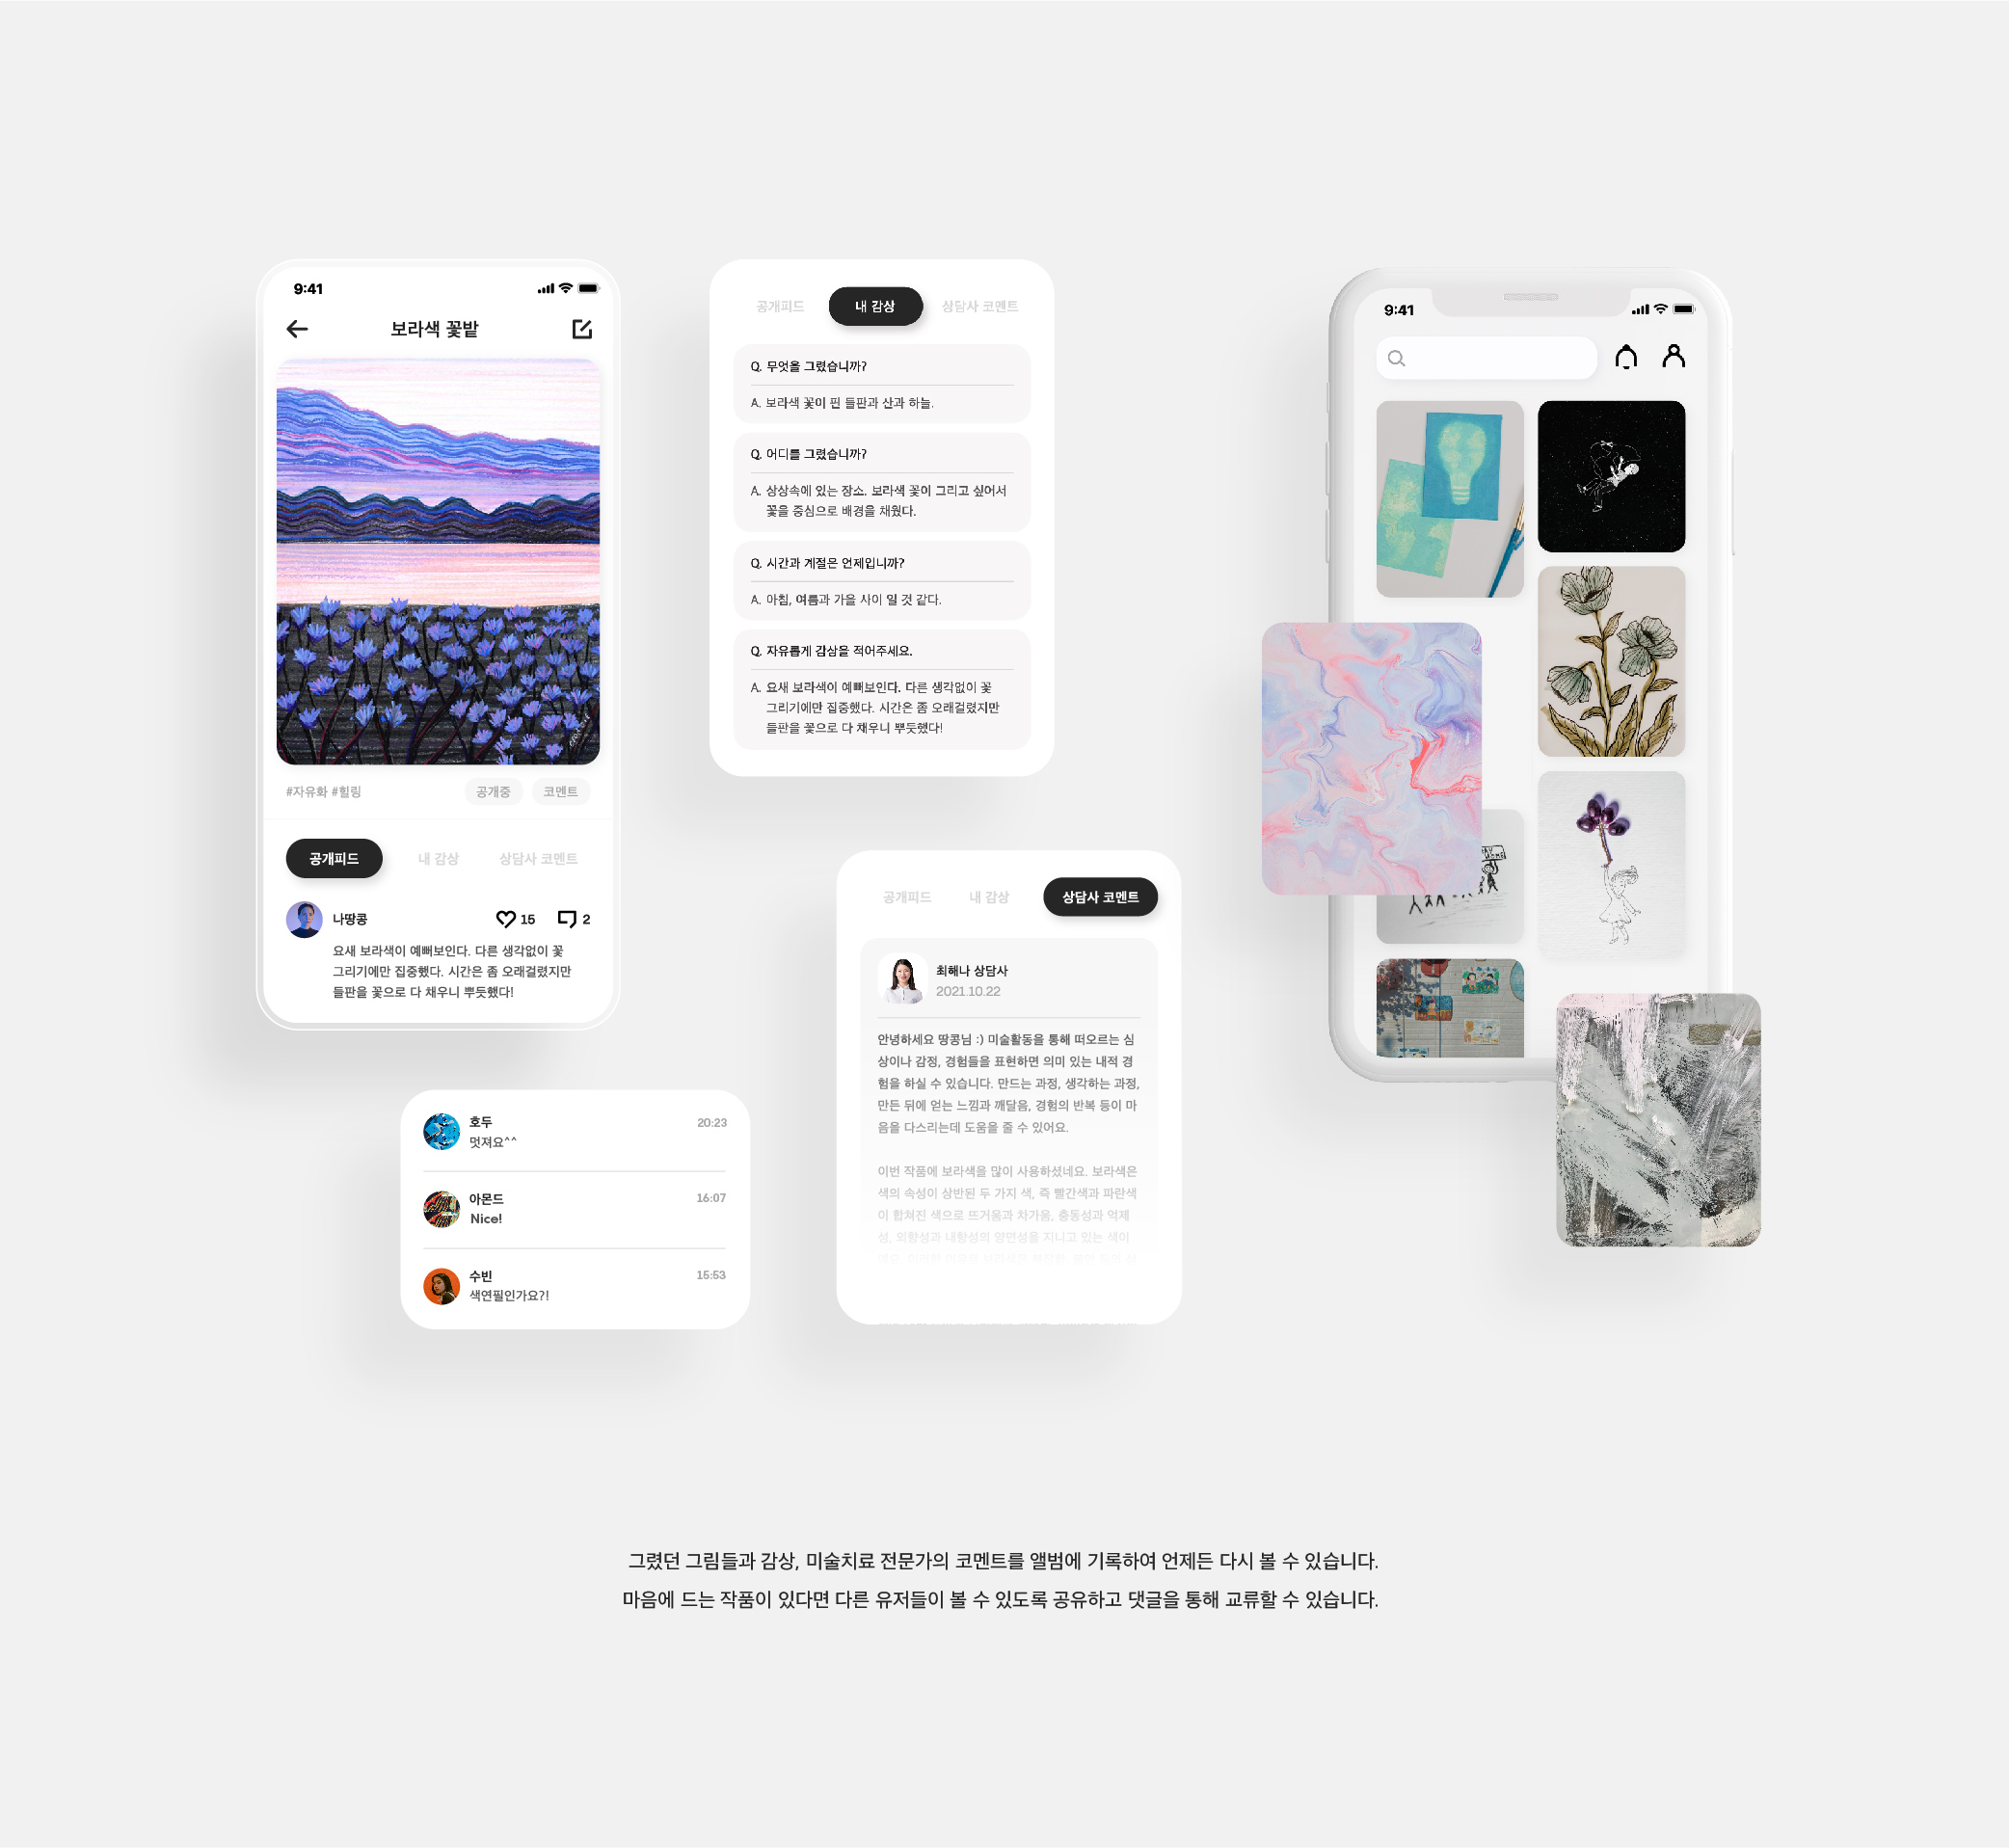 9:41
보라색 꽃밭
#자유화 #힐링
공개중
코멘트
공개피드
내 감상
상담사 코멘트
나땅콩
15
2
요새 보라색이 예뻐보인다. 다른 생각없이 꽃
그리기에만 집중했다. 시간은 좀 오래걸렸지만
들판을 꽃으로 다 채우니 뿌듯했다!
공개피드
내 감상
상담사 코멘트
Q. 무엇을 그렸습니까?
A. 보라색 꽃이 핀 들판과 산과 하늘.
Q. 어디를 그렸습니까?
A. 상상속에 있는 장소. 보라색 꽃이 그리고 싶어서
꽃을 중심으로 배경을 채웠다.
Q. 시간과 계절은 언제입니까?
A. 아침, 여름과 가을 사이 일 것 같다.
Q. 자유롭게 감상을 적어주세요.
A. 요새 보라색이 예뻐보인다. 다른 생각없이 꽃
그리기에만 집중했다. 시간은 좀 오래걸렸지만
들판을 꽃으로 다 채우니 뿌듯했다!
호두
20:23
멋져요^^
아몬드
16:07
Nice!
수빈
15:53
색연필인가요?!
공개피드
내 감상
상담사 코멘트
최해나 상담사
2021.10.22
안녕하세요 땅콩님 :) 미술활동을 통해 떠오르는 심
상이나 감정, 경험들을 표현하면 의미 있는 내적 경
험을 하실 수 있습니다. 만드는 과정, 생각하는 과정,
만든 뒤에 얻는 느낌과 깨달음, 경험의 반복 등이 마
음을 다스리는데 도움을 줄 수 있어요.
이번 작품에 보라색을 많이 사용하셨네요. 보라색은
색의 속성이 상반된 두 가지 색, 즉 빨간색과 파란색
이 합쳐진 색으로 뜨거움과 차가움, 충동성과 억제
성, 외향성과 내향성의 양면성을 지니고 있는 색이
9:41
그렸던 그림들과 감상, 미술치료 전문가의 코멘트를 앨범에 기록하여 언제든 다시 볼 수 있습니다.
마음에 드는 작품이 있다면 다른 유저들이 볼 수 있도록 공유하고 댓글을 통해 교류할 수 있습니다.